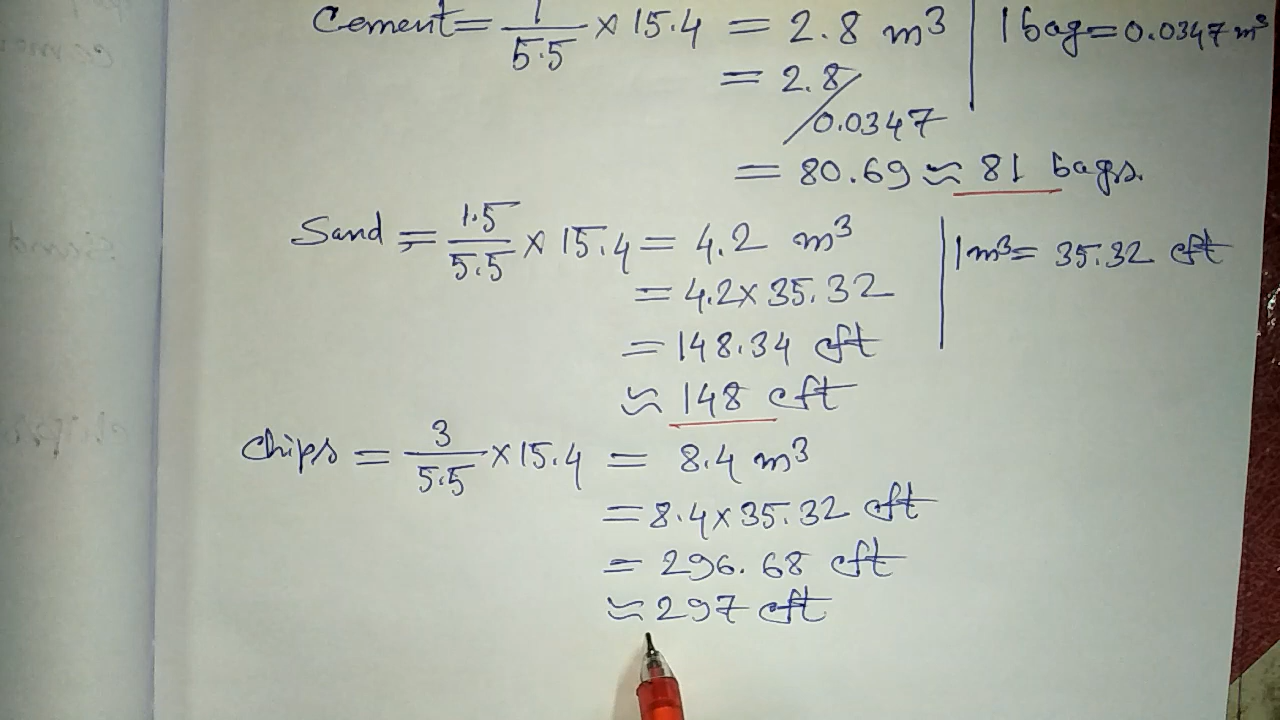 Cement = 1/5.5 × 15.4 = 2.8 m³ | 1 bag = 0.0347 m³
= 2.8/0.0347
= 80.69 ≈ 81 bags.
Sand = 1.5/5.5 × 15.4 = 4.2 m³ | 1m³ = 35.32 cft
= 4.2 × 35.32
= 148.34 cft
≈ 148 cft
Chips = 3/5.5 × 15.4 = 8.4 m³
= 8.4 × 35.32 cft
= 296.68 cft
≈ 297 cft